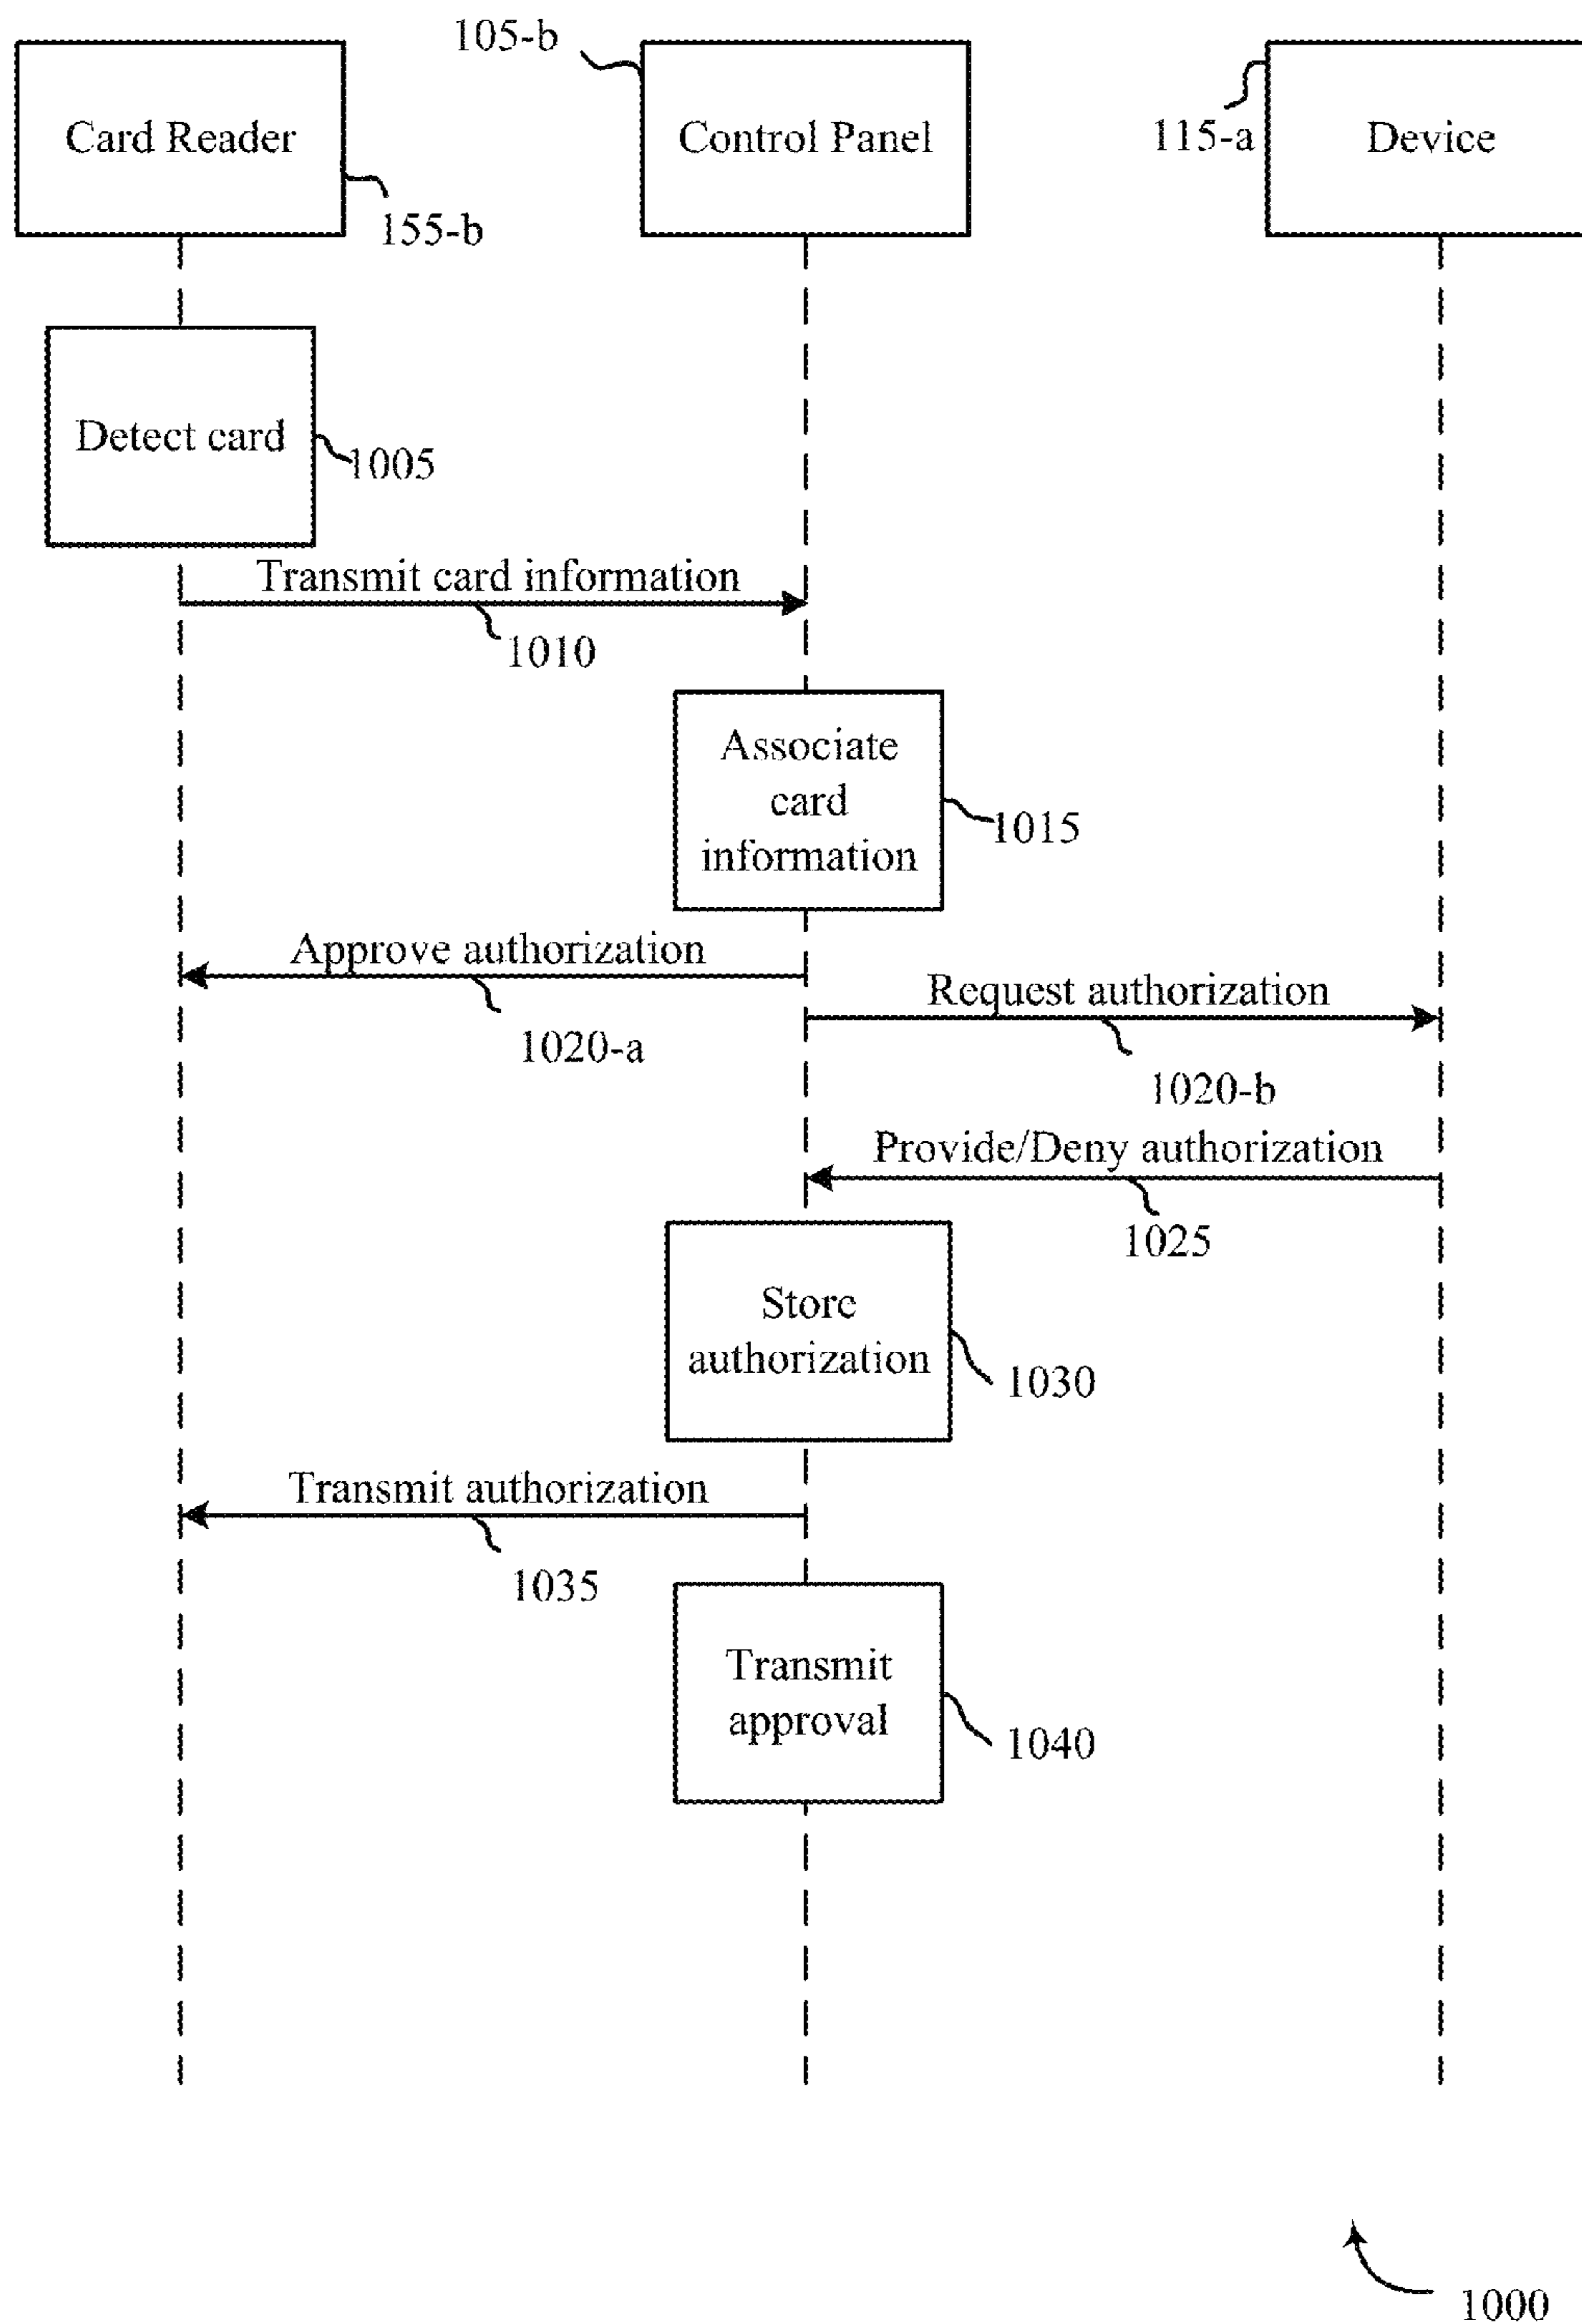 105-b
Card Reader
Control Panel
115-a
Device
155-b
Detect card
1005
Transmit card information
1010
Associate
card
information
1015
Approve authorization
1020-a
Request authorization
1020-b
Provide/Deny authorization
1025
Store
authorization
1030
Transmit authorization
1035
Transmit
approval
1040
1000